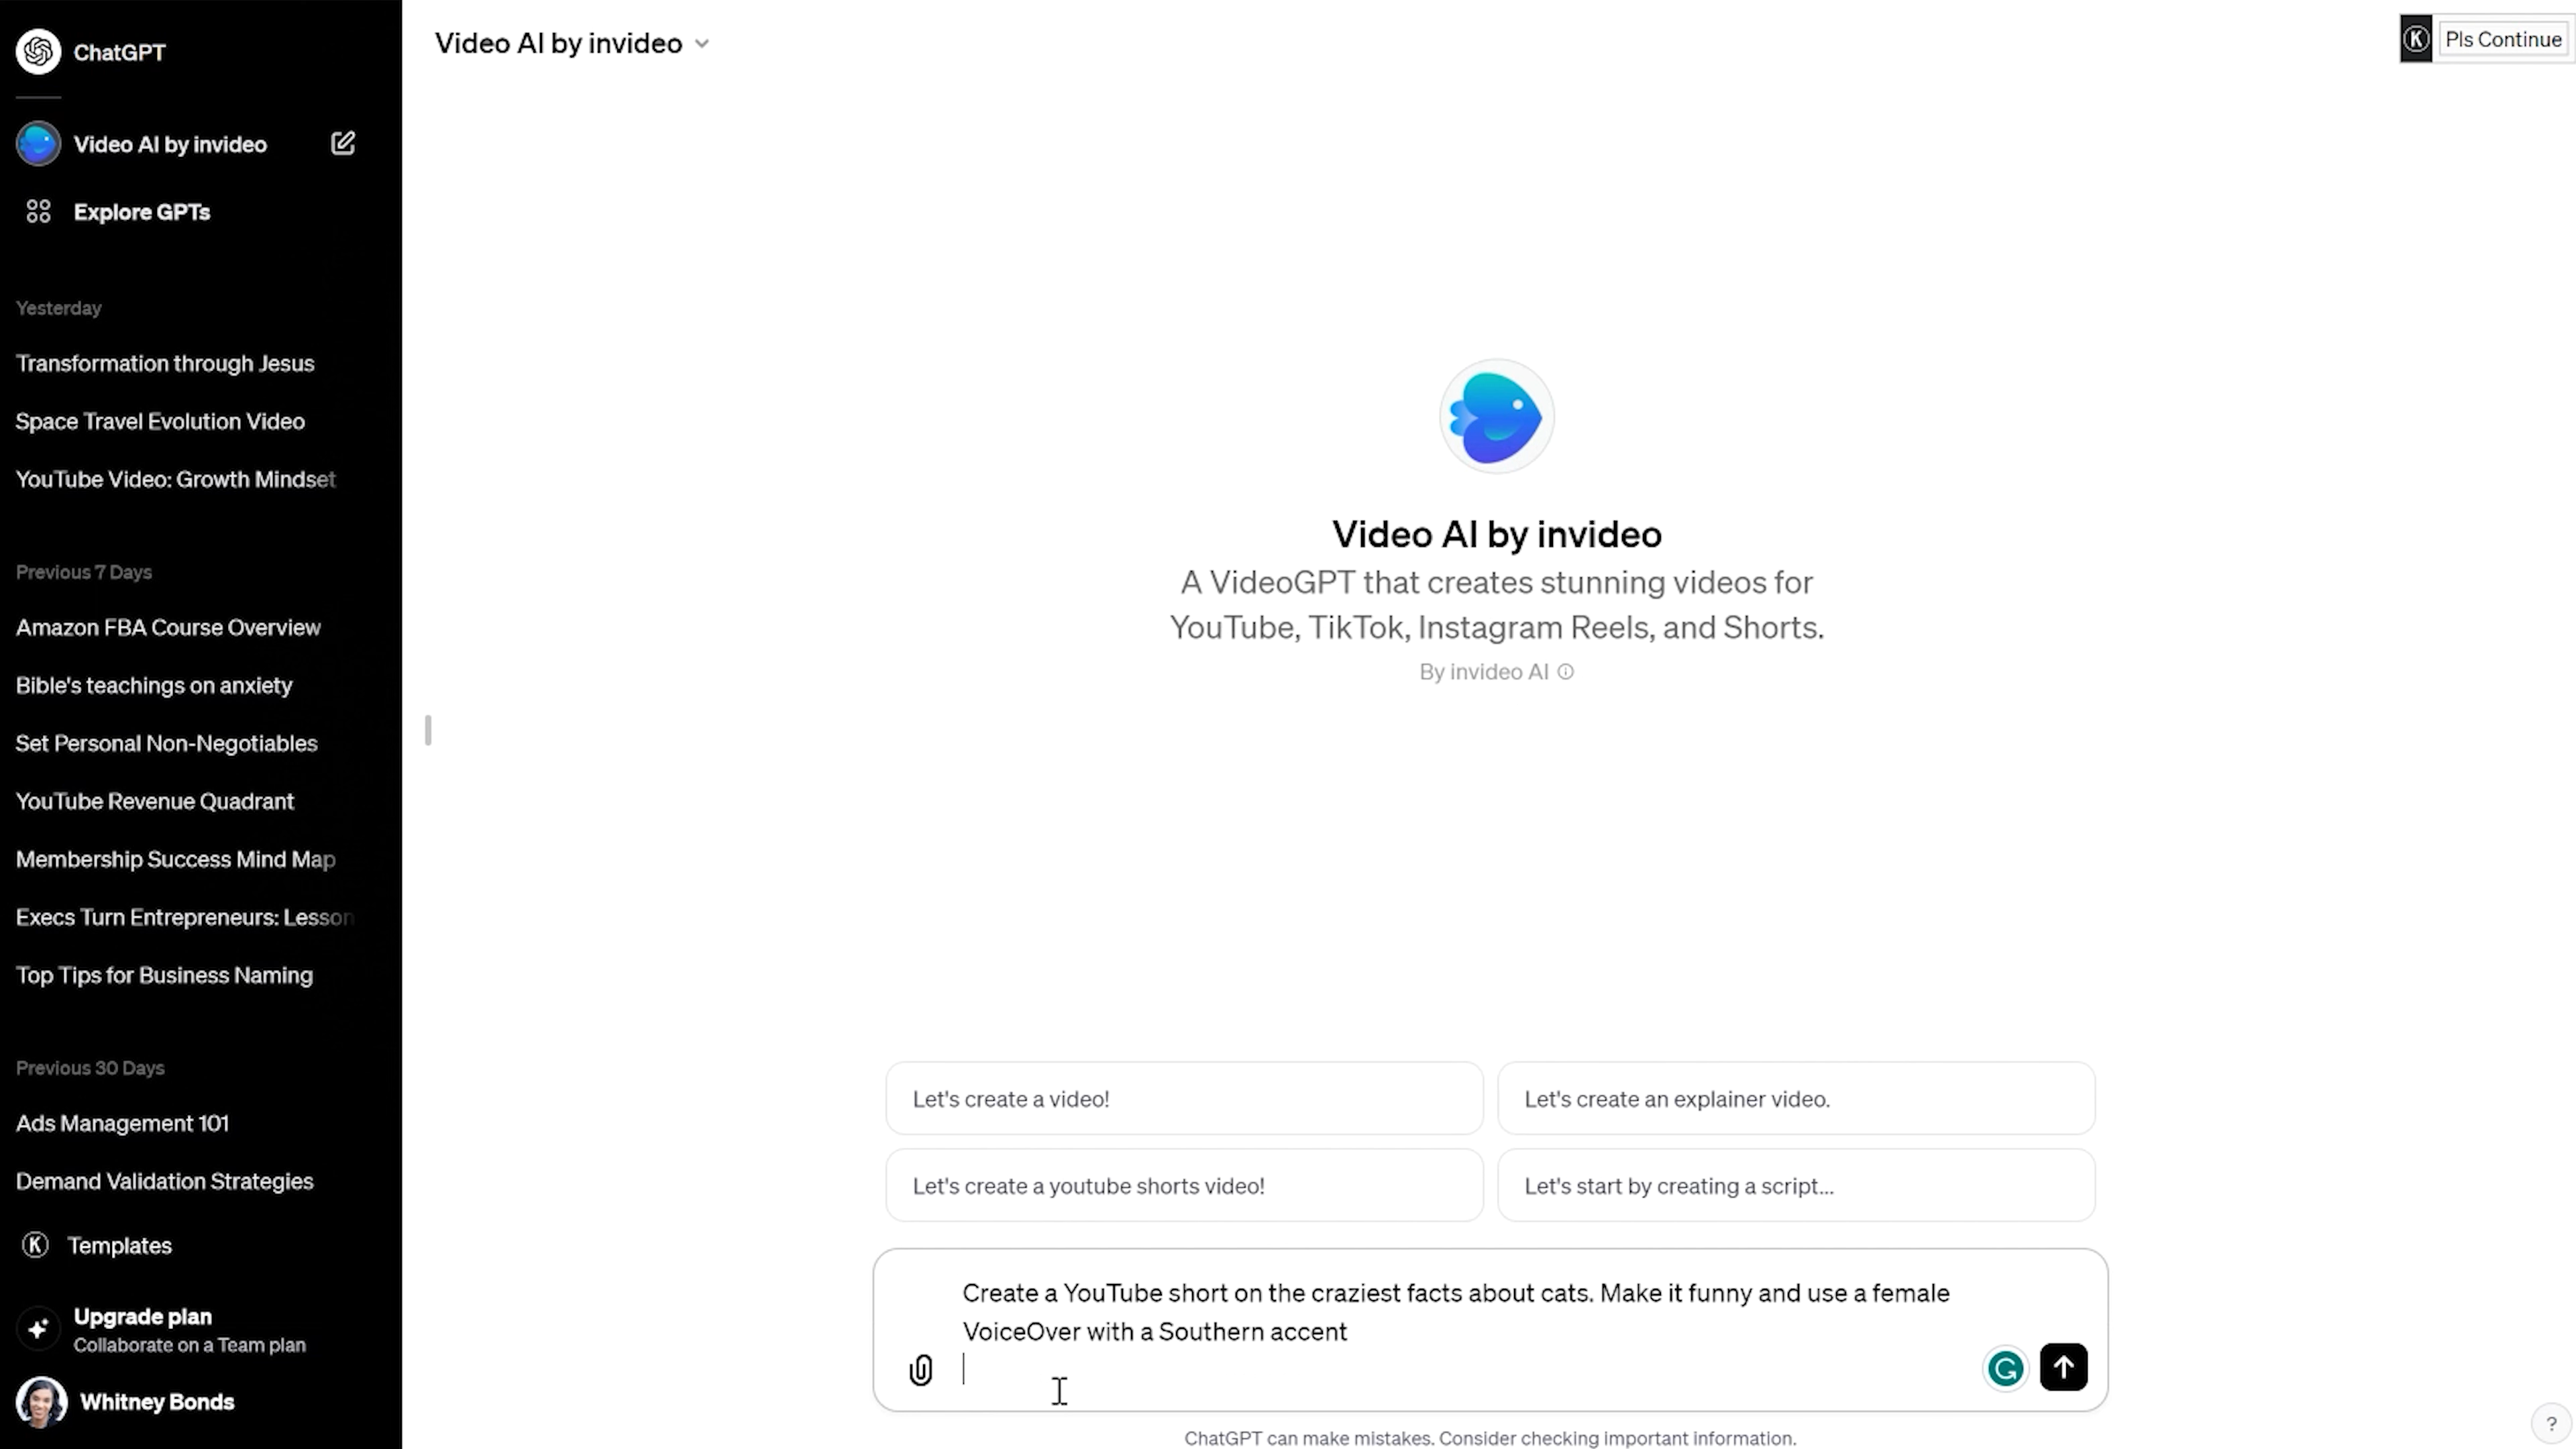 ChatGPT
Video AI by invideo
Explore GPTs
Yesterday
Transformation through Jesus
Space Travel Evolution Video
YouTube Video: Growth Mindset
Previous 7 Days
Amazon FBA Course Overview
Bible's teachings on anxiety
Set Personal Non-Negotiables
YouTube Revenue Quadrant
Membership Success Mind Map
Execs Turn Entrepreneurs: Lesson
Top Tips for Business Naming
Previous 30 Days
Ads Management 101
Demand Validation Strategies
K Templates
Upgrade plan
Collaborate on a Team plan
Whitney Bonds
Video AI by invideo
K Pls Continue
Video AI by invideo
A VideoGPT that creates stunning videos for
YouTube, TikTok, Instagram Reels, and Shorts.
By invideo AI
Let's create a video!
Let's create an explainer video.
Let's create a youtube shorts video!
Let's start by creating a script...
Create a YouTube short on the craziest facts about cats. Make it funny and use a female
VoiceOver with a Southern accent
ChatGPT can make mistakes. Consider checking important information.
?